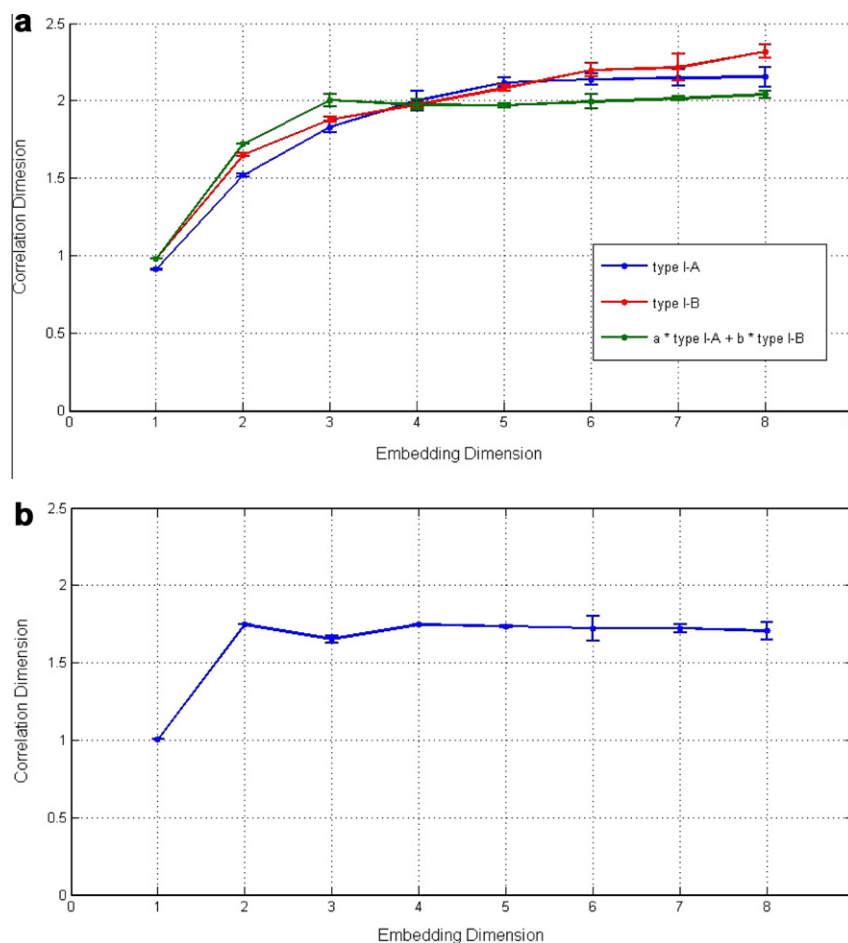 a
2.5
2
1.5
1
0.5
0
Correlation Dimesion
type I-A
type I-B
a * type I-A + b * type I-B
0 1 2 3 4 5 6 7 8
Embedding Dimension
b
2.5
2
1.5
1
0.5
0
Correlation Dimension
0 1 2 3 4 5 6 7 8
Embedding Dimension